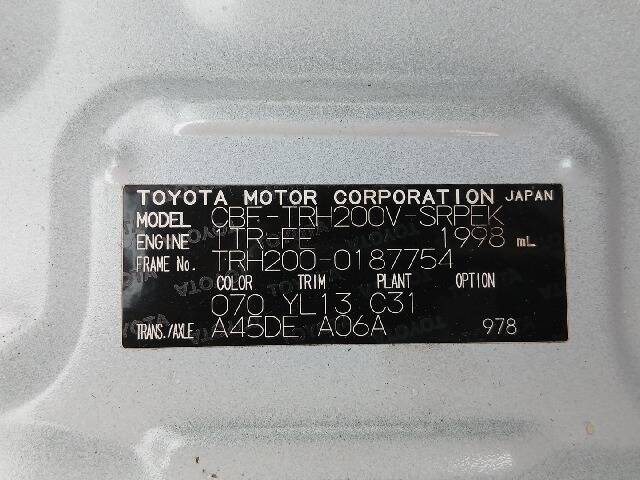 TOYOTA MOTOR CORPORATION JAPAN
MODEL CBF-TRH200V-SRPEK
ENGINE 1TR-FE 1998 mL
FRAME No. TRH200-0187754
COLOR TRIM PLANT OPTION
070 YL13 C31
TRANS./AXLE A45DE A06A 978